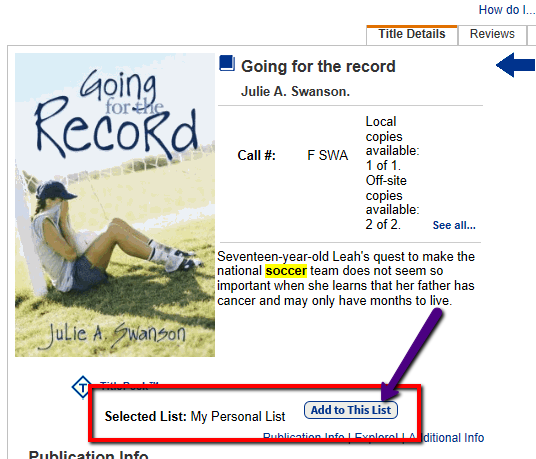 How do I...
Title Details
Reviews
Going for the Record
Julie A. Swanson
Going for the record
Julie A. Swanson.
Call #:
F SWA
Local
copies
available:
1 of 1.
Off-site
copies
available:
2 of 2.
See all...
Seventeen-year-old Leah's quest to make the
national soccer team does not seem so
important when she learns that her father has
cancer and may only have months to live.
T
TitlePeek™
Selected List: My Personal List
Add to This List
Publication Info | Explore! | Additional Info
Publication Info